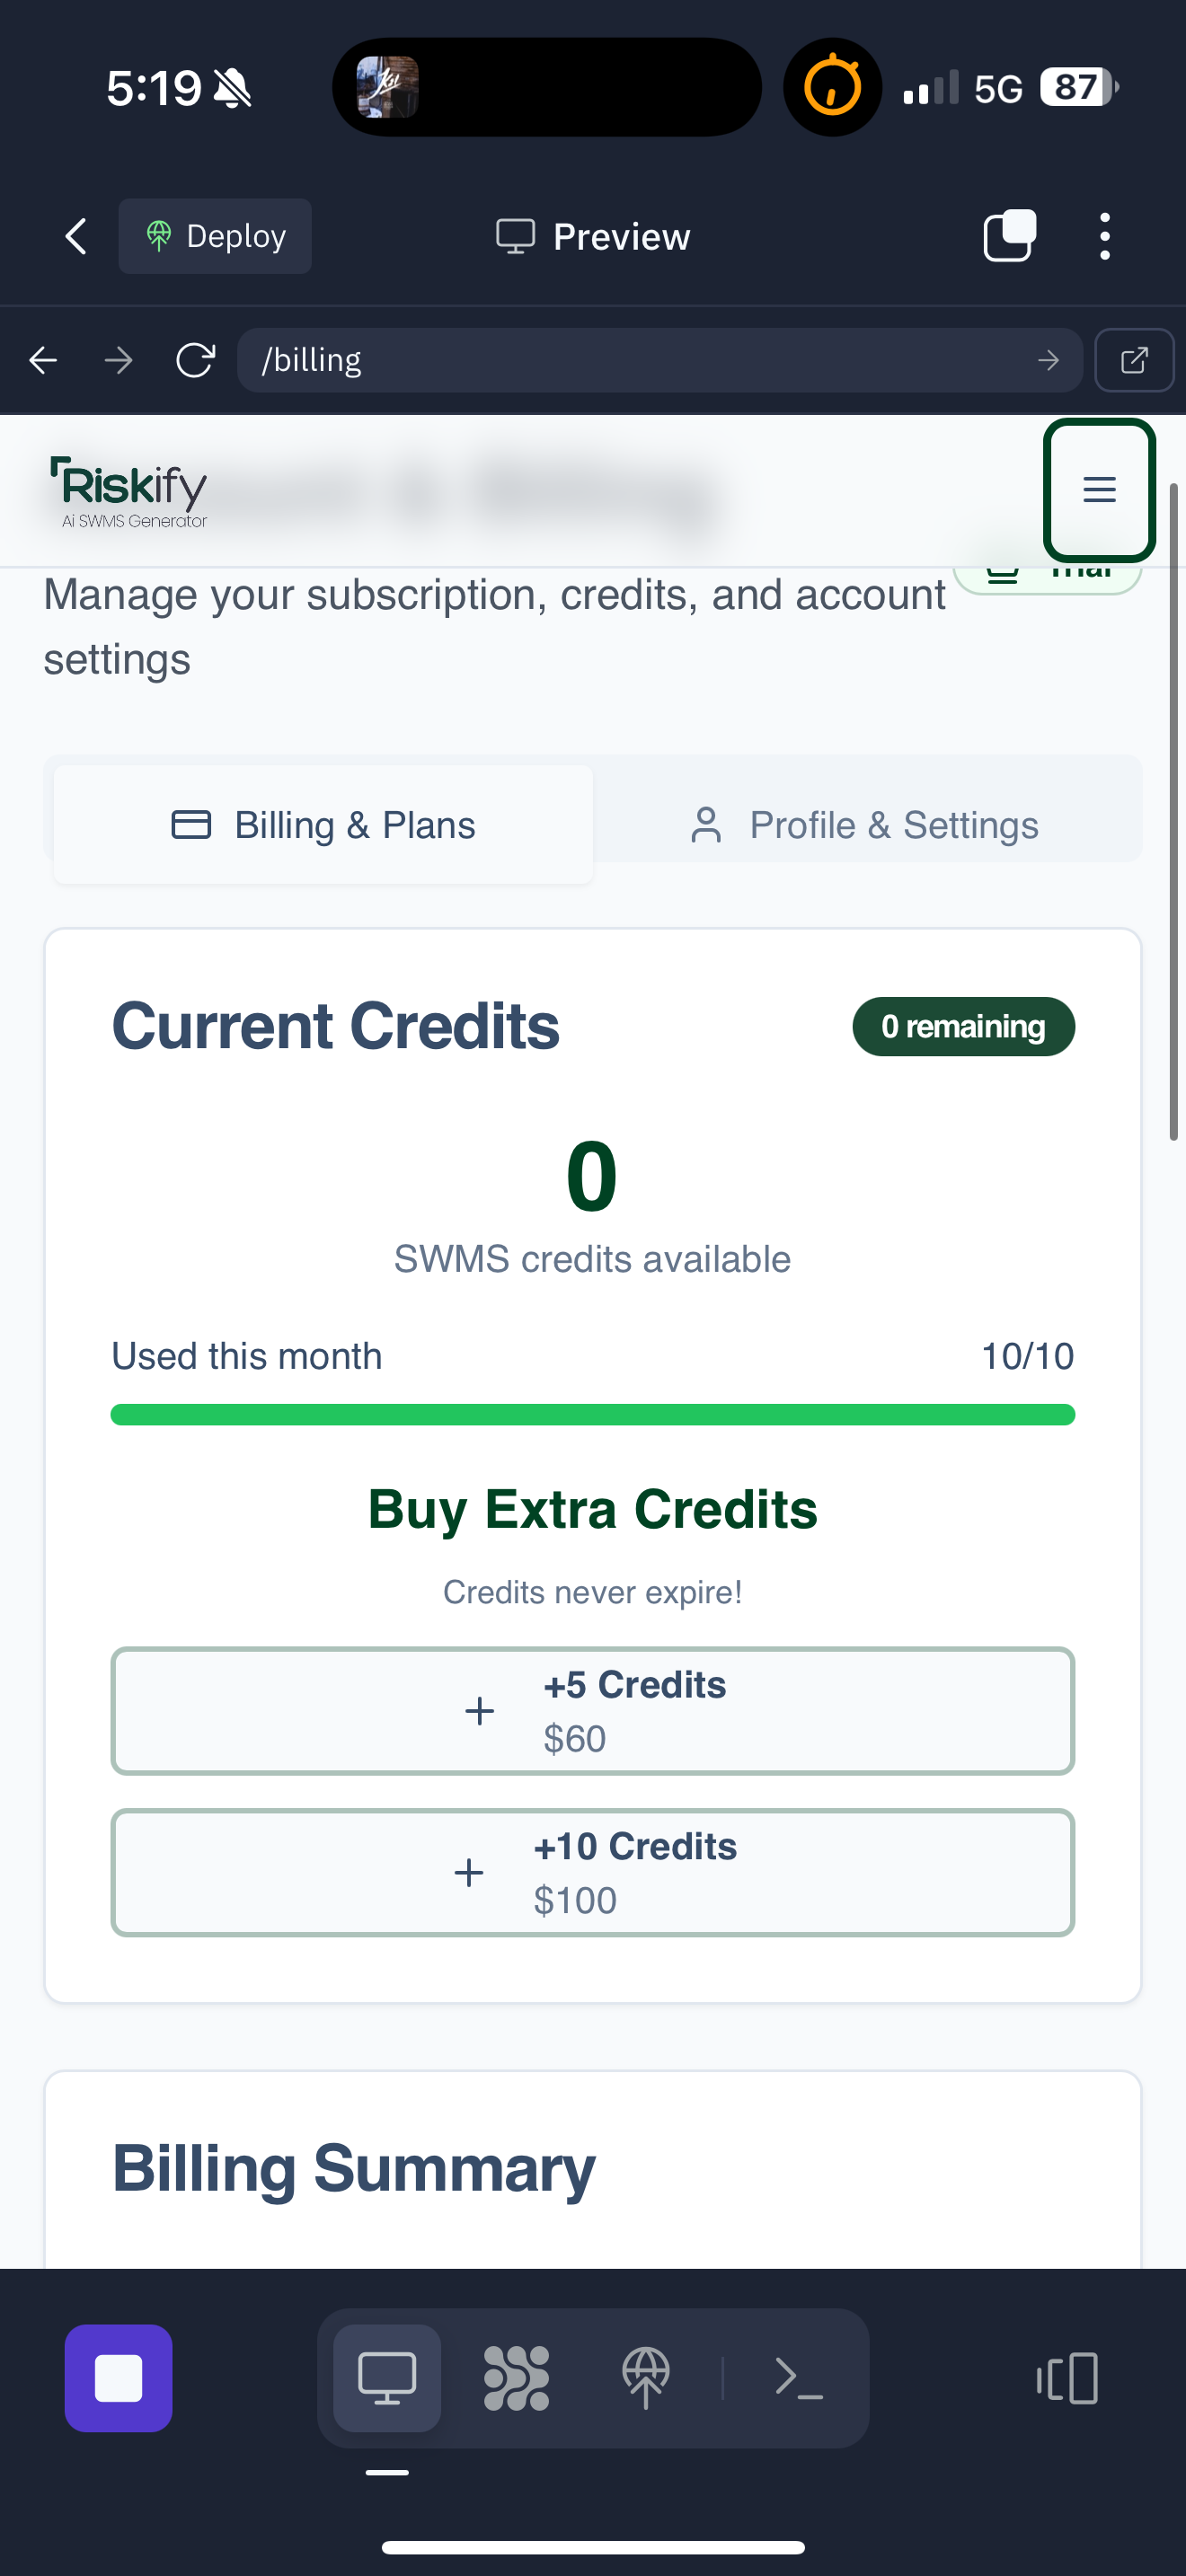 5:19
5G
87
Deploy
Preview
/billing
Riskify
Ai SWMS Generator
Trial
Manage your subscription, credits, and account
settings
Billing & Plans
Profile & Settings
Current Credits
0 remaining
0
SWMS credits available
Used this month
10/10
Buy Extra Credits
Credits never expire!
+5 Credits
$60
+10 Credits
$100
Billing Summary